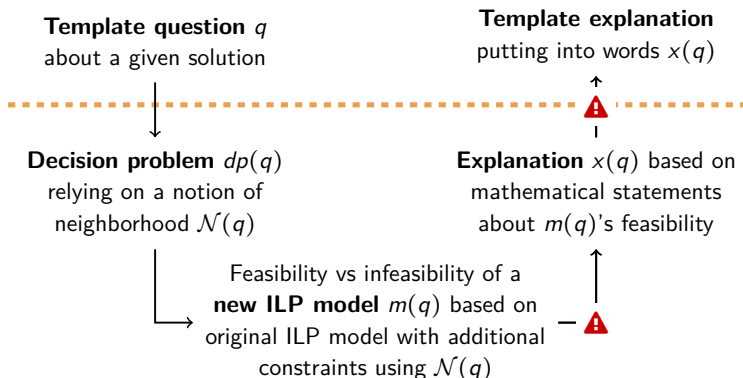 Template question q
about a given solution
Template explanation
putting into words x(q)
Decision problem dp(q)
relying on a notion of
neighborhood 𝒩(q)
Explanation x(q) based on
mathematical statements
about m(q)'s feasibility
Feasibility vs infeasibility of a
new ILP model m(q) based on
original ILP model with additional
constraints using 𝒩(q)